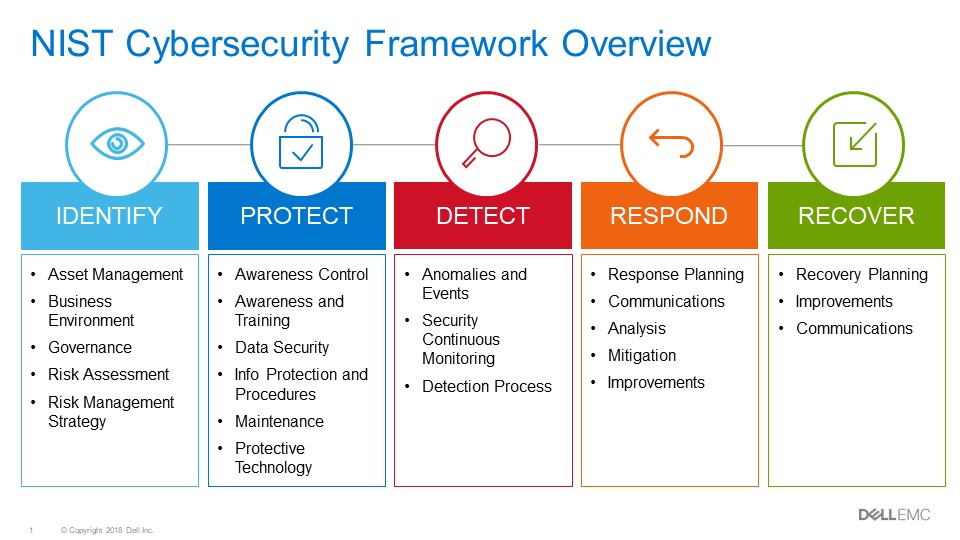 NIST Cybersecurity Framework Overview
IDENTIFY
• Asset Management
• Business
Environment
• Governance
• Risk Assessment
• Risk Management
Strategy
PROTECT
• Awareness Control
• Awareness and
Training
• Data Security
• Info Protection and
Procedures
• Maintenance
• Protective
Technology
DETECT
• Anomalies and
Events
• Security
Continuous
Monitoring
• Detection Process
RESPOND
• Response Planning
• Communications
• Analysis
• Mitigation
• Improvements
RECOVER
• Recovery Planning
• Improvements
• Communications
1 © Copyright 2018 Dell Inc.
DELLEMC